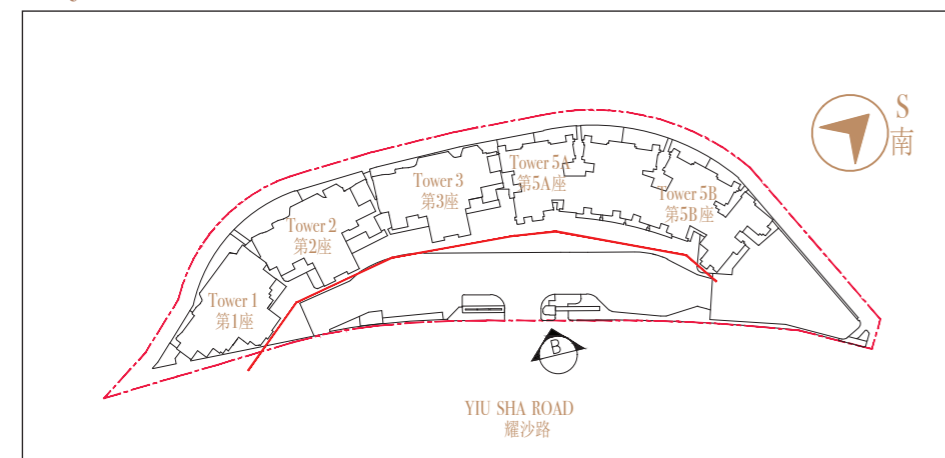 S
南
Tower 5A
第5A座
Tower 3
第3座
Tower 5B
第5B座
Tower 2
第2座
Tower 1
第1座
B
YIU SHA ROAD
耀沙路